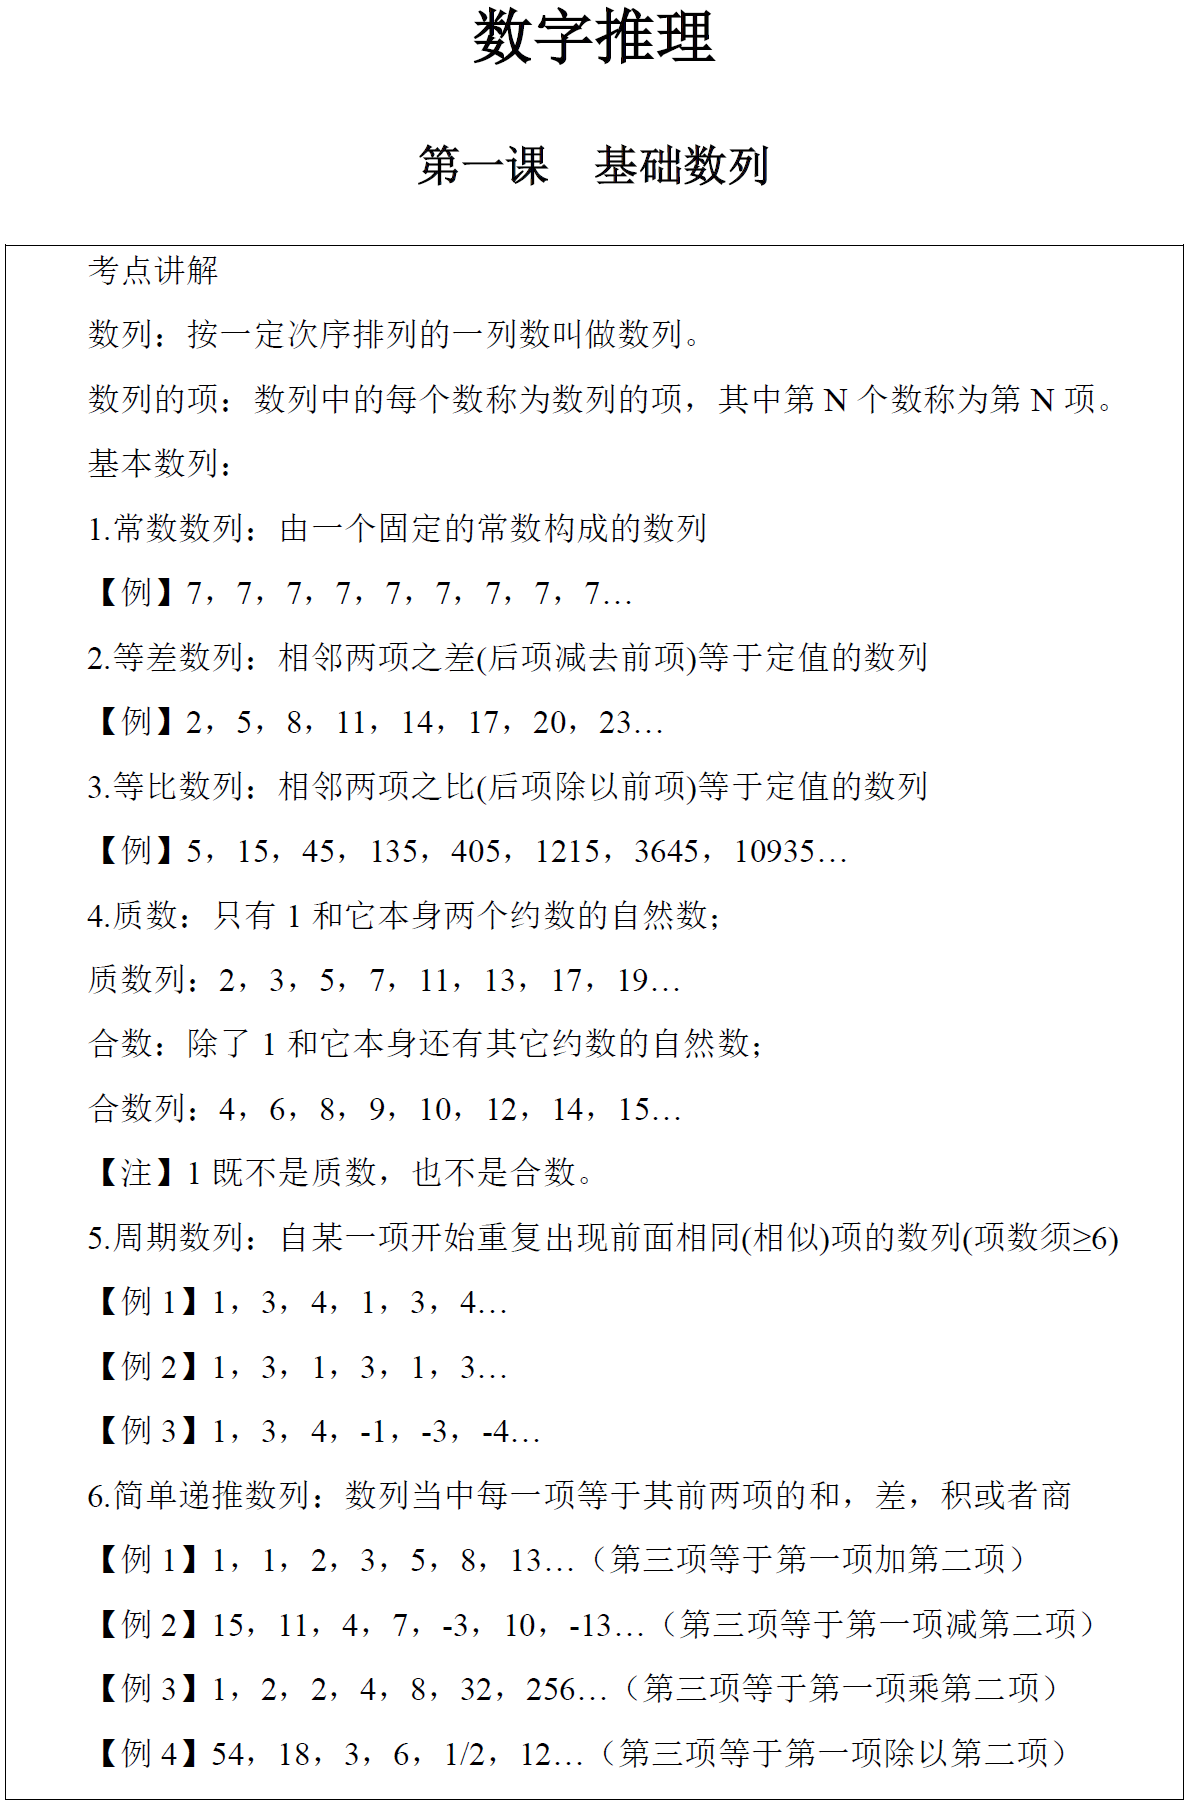 数字推理
第一课　基础数列
考点讲解
数列：按一定次序排列的一列数叫做数列。
数列的项：数列中的每个数称为数列的项，其中第 N 个数称为第 N 项。
基本数列：
1.常数数列：由一个固定的常数构成的数列
【例】7，7，7，7，7，7，7，7，7…
2.等差数列：相邻两项之差(后项减去前项)等于定值的数列
【例】2，5，8，11，14，17，20，23…
3.等比数列：相邻两项之比(后项除以前项)等于定值的数列
【例】5，15，45，135，405，1215，3645，10935…
4.质数：只有 1 和它本身两个约数的自然数；
质数列：2，3，5，7，11，13，17，19…
合数：除了 1 和它本身还有其它约数的自然数；
合数列：4，6，8，9，10，12，14，15…
【注】1 既不是质数，也不是合数。
5.周期数列：自某一项开始重复出现前面相同(相似)项的数列(项数须≥6)
【例 1】1，3，4，1，3，4…
【例 2】1，3，1，3，1，3…
【例 3】1，3，4，-1，-3，-4…
6.简单递推数列：数列当中每一项等于其前两项的和，差，积或者商
【例 1】1，1，2，3，5，8，13…（第三项等于第一项加第二项）
【例 2】15，11，4，7，-3，10，-13…（第三项等于第一项减第二项）
【例 3】1，2，2，4，8，32，256…（第三项等于第一项乘第二项）
【例 4】54，18，3，6，1/2，12…（第三项等于第一项除以第二项）